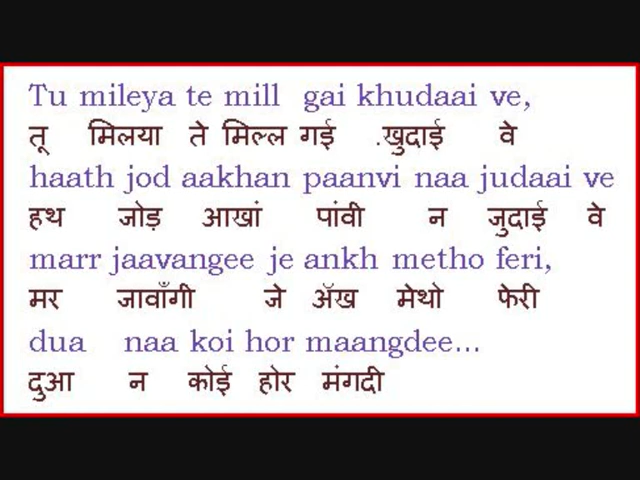 Tu mileya te mill gai khudaai ve,
तू मिलया ते मिल्ल गई .खुदाई वे
haath jod aakhan paanvi naa judaai ve
हथ जोड़ आखां पांवी न जुदाई वे
marr jaavangee je ankh metho feri,
मर जावाँगी जे अॅंख मेथो फेरी
dua naa koi hor maangdee...
दुआ न कोई होर मंगदी